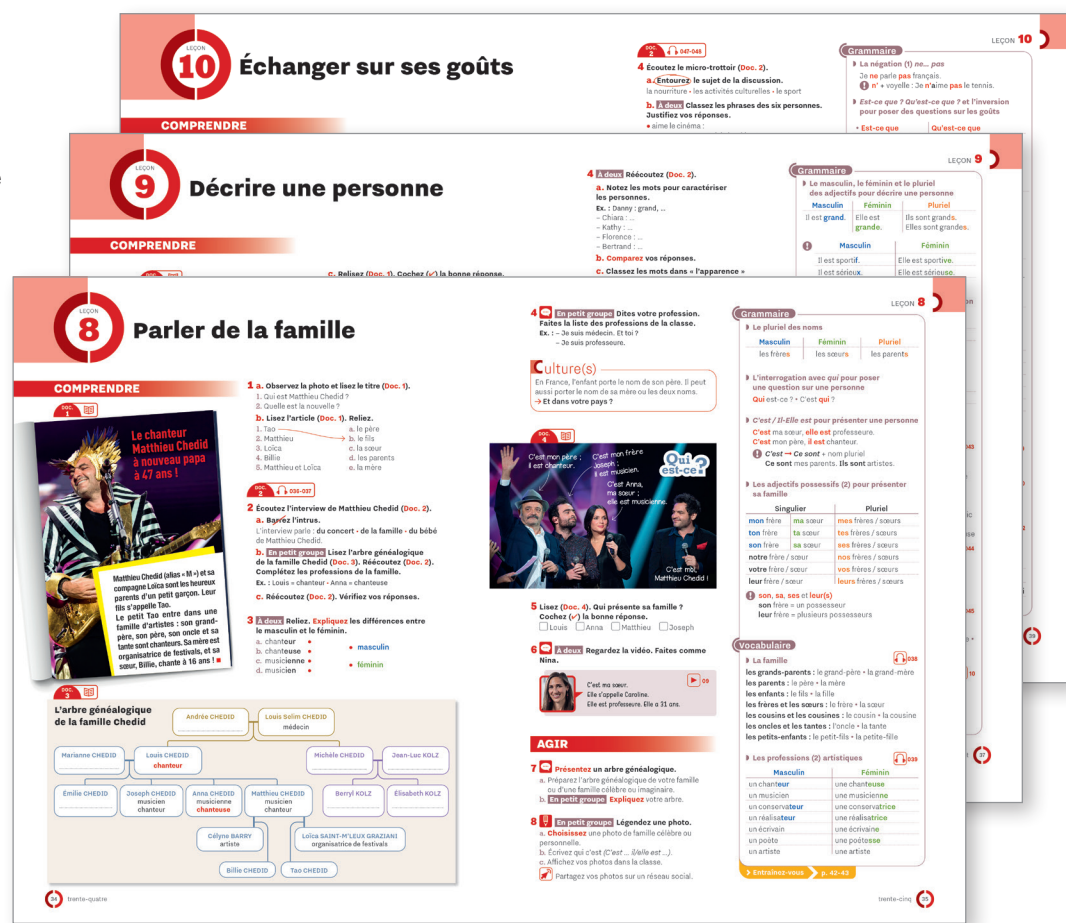 LEÇON
10
Échanger sur ses goûts
COMPRENDRE
DOC. 2 047-048
4 Écoutez le micro-trottoir (Doc. 2).
a. Entourez le sujet de la discussion.
la nourriture • les activités culturelles • le sport
b. À deux Classez les phrases des six personnes.
Justifiez vos réponses.
• aime le cinéma :
LEÇON 10
Grammaire
La négation (1) ne... pas
Je ne parle pas français.
n' + voyelle : Je n'aime pas le tennis.
Est-ce que ? Qu'est-ce que ? et l'inversion
pour poser des questions sur les goûts
• Est-ce que Qu'est-ce que
LEÇON
9
Décrire une personne
COMPRENDRE
c. Relisez (Doc. 1). Cochez (✔) la bonne réponse.
4 À deux Réécoutez (Doc. 2).
a. Notez les mots pour caractériser
les personnes.
Ex. : Danny : grand, ...
– Chiara : ...
– Kathy : ...
– Florence : ...
– Bertrand : ...
b. Comparez vos réponses.
c. Classez les mots dans « l'apparence »
LEÇON 9
Grammaire
Le masculin, le féminin et le pluriel
des adjectifs pour décrire une personne
Masculin Féminin Pluriel
Il est grand. Elle est grande. Ils sont grands.
Elles sont grandes.
Masculin Féminin
Il est sportif. Elle est sportive.
Il est sérieux. Elle est sérieuse.
39
37
LEÇON
8
Parler de la famille
COMPRENDRE
DOC. 1
Le chanteur
Matthieu Chedid
à nouveau papa
à 47 ans !
Matthieu Chedid (alias « M ») et sa
compagne Loïca sont les heureux
parents d'un petit garçon. Leur
fils s'appelle Tao.
Le petit Tao entre dans une
famille d'artistes : son grand-
père, son père, son oncle et sa
tante sont chanteurs. Sa mère est
organisatrice de festivals, et sa
sœur, Billie, chante à 16 ans !
1 a. Observez la photo et lisez le titre (Doc. 1).
1. Qui est Matthieu Chedid ?
2. Quelle est la nouvelle ?
b. Lisez l'article (Doc. 1). Reliez.
1. Tao a. le père
2. Matthieu b. le fils
3. Loïca c. la sœur
4. Billie d. les parents
5. Matthieu et Loïca e. la mère
DOC. 2 035-037
2 Écoutez l'interview de Matthieu Chedid (Doc. 2).
a. Barrez l'intrus.
L'interview parle : du concert • de la famille • du bébé
de Matthieu Chedid.
b. En petit groupe Lisez l'arbre généalogique
de la famille Chedid (Doc. 3). Réécoutez (Doc. 2).
Complétez les professions de la famille.
Ex. : Louis = chanteur • Anna = chanteuse
c. Réécoutez (Doc. 2). Vérifiez vos réponses.
3 À deux Reliez. Expliquez les différences entre
le masculin et le féminin.
a. chanteur
b. chanteuse • masculin
c. musicienne • féminin
d. musicien
DOC. 3
L'arbre généalogique
de la famille Chedid
Andrée CHEDID
Louis Selim CHEDID
médecin
Marianne CHEDID
Louis CHEDID
chanteur
Michèle CHEDID
Jean-Luc KOLZ
Émilie CHEDID
Joseph CHEDID
musicien
chanteur
Anna CHEDID
musicienne
chanteuse
Matthieu CHEDID
musicien
chanteur
Berryl KOLZ
Élisabeth KOLZ
Célyne BARRY
artiste
Loïca SAINT-M'LEUX GRAZIANI
organisatrice de festivals
Billie CHEDID
Tao CHEDID
34 trente-quatre
4 En petit groupe Dites votre profession.
Faites la liste des professions de la classe.
Ex. : – Je suis médecin. Et toi ?
– Je suis professeure.
Culture(s)
En France, l'enfant porte le nom de son père. Il peut
aussi porter le nom de sa mère ou les deux noms.
→ Et dans votre pays ?
DOC. 4
C'est mon père ;
il est chanteur.
C'est mon frère
Joseph ;
il est musicien.
C'est Anna,
ma sœur ;
elle est musicienne.
Qui est-ce ?
C'est moi,
Matthieu Chedid !
5 Lisez (Doc. 4). Qui présente sa famille ?
Cochez (✔) la bonne réponse.
Louis Anna Matthieu Joseph
6 À deux Regardez la vidéo. Faites comme
Nina.
C'est ma sœur.
Elle s'appelle Caroline.
Elle est professeure. Elle a 31 ans.
09
AGIR
7 Présentez un arbre généalogique.
a. Préparez l'arbre généalogique de votre famille
ou d'une famille célèbre ou imaginaire.
b. En petit groupe Expliquez votre arbre.
8 En petit groupe Légendez une photo.
a. Choisissez une photo de famille célèbre ou
personnelle.
b. Écrivez qui c'est (C'est ... il/elle est ...).
c. Affichez vos photos dans la classe.
Partagez vos photos sur un réseau social.
LEÇON 8
Grammaire
Le pluriel des noms
Masculin Féminin Pluriel
les frères les sœurs les parents
L'interrogation avec qui pour poser
une question sur une personne
Qui est-ce ? • C'est qui ?
C'est / Il-Elle est pour présenter une personne
C'est ma sœur, elle est professeure.
C'est mon père, il est chanteur.
C'est → Ce sont + nom pluriel
Ce sont mes parents. Ils sont artistes.
Les adjectifs possessifs (2) pour présenter
sa famille
Singulier Pluriel
mon frère ma sœur mes frères / sœurs
ton frère ta sœur tes frères / sœurs
son frère sa sœur ses frères / sœurs
notre frère / sœur nos frères / sœurs
votre frère / sœur vos frères / sœurs
leur frère / sœur leurs frères / sœurs
son, sa, ses et leur(s)
son frère = un possesseur
leur frère = plusieurs possesseurs
Vocabulaire
La famille 038
les grands-parents : le grand-père • la grand-mère
les parents : le père • la mère
les enfants : le fils • la fille
les frères et les sœurs : le frère • la sœur
les cousins et les cousines : le cousin • la cousine
les oncles et les tantes : l'oncle • la tante
les petits-enfants : le petit-fils • la petite-fille
Les professions (2) artistiques 039
Masculin Féminin
un chanteur une chanteuse
un musicien une musicienne
un conservateur une conservatrice
un réalisateur une réalisatrice
un écrivain une écrivaine
un poète une poétesse
un artiste une artiste
Entraînez-vous p. 42-43
trente-cinq 35